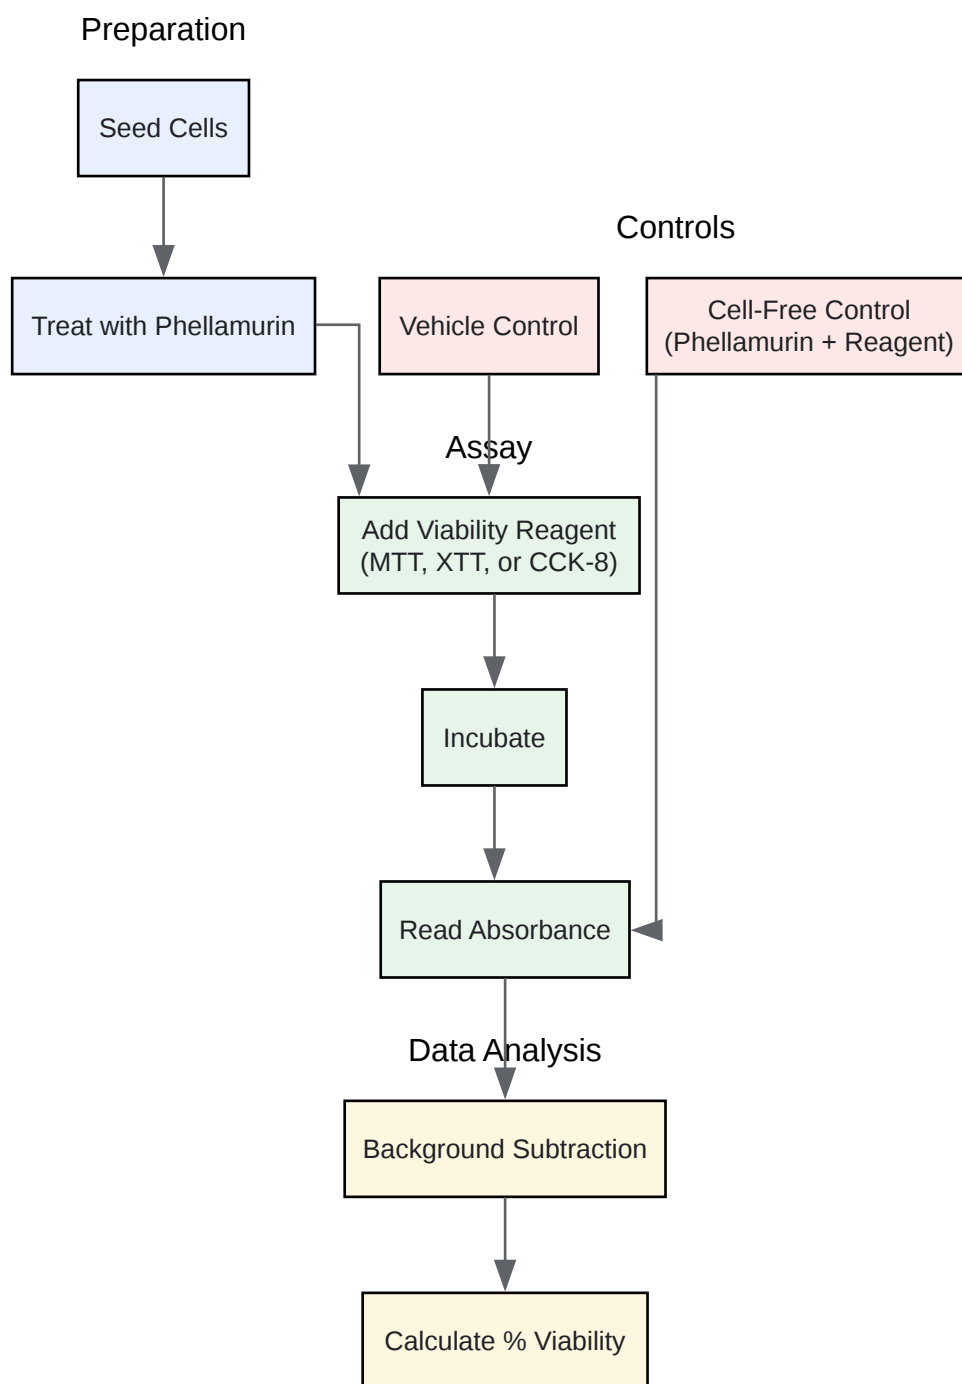 Preparation
Seed Cells
Controls
Treat with Phellamurin
Vehicle Control
Cell-Free Control
(Phellamurin + Reagent)
Assay
Add Viability Reagent
(MTT, XTT, or CCK-8)
Incubate
Read Absorbance
Data Analysis
Background Subtraction
Calculate % Viability